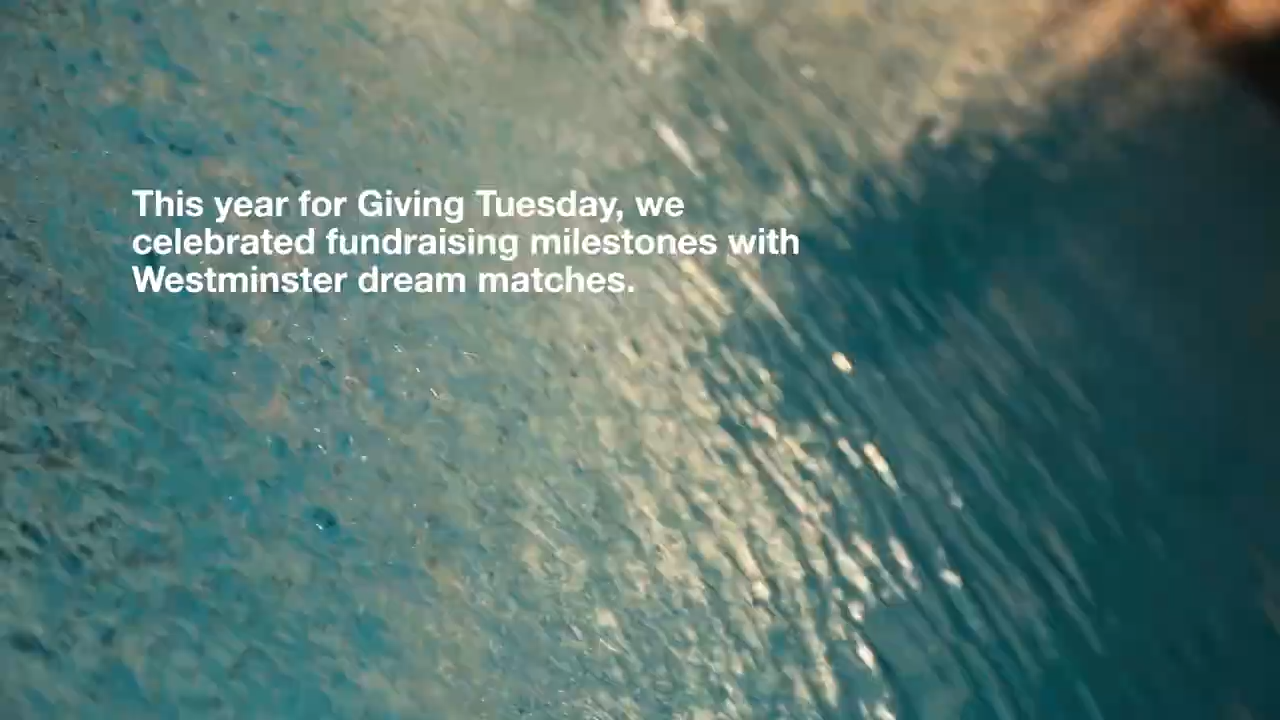 This year for Giving Tuesday, we
celebrated fundraising milestones with
Westminster dream matches.